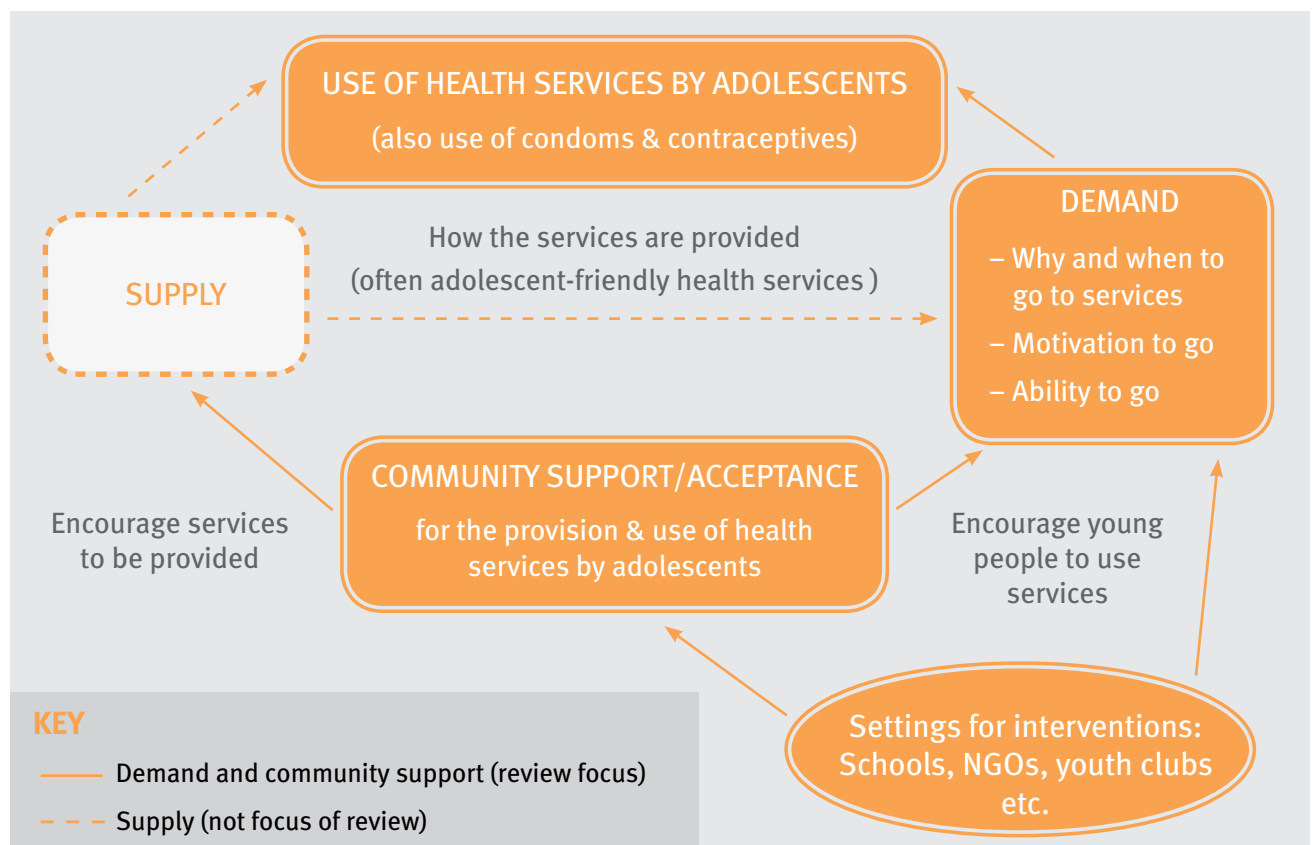 USE OF HEALTH SERVICES BY ADOLESCENTS
(also use of condoms & contraceptives)
SUPPLY
How the services are provided
(often adolescent-friendly health services )
DEMAND
– Why and when to
go to services
– Motivation to go
– Ability to go
COMMUNITY SUPPORT/ACCEPTANCE
for the provision & use of health
services by adolescents
Encourage services
to be provided
Encourage young
people to use
services
Settings for interventions:
Schools, NGOs, youth clubs
etc.
KEY
Demand and community support (review focus)
Supply (not focus of review)